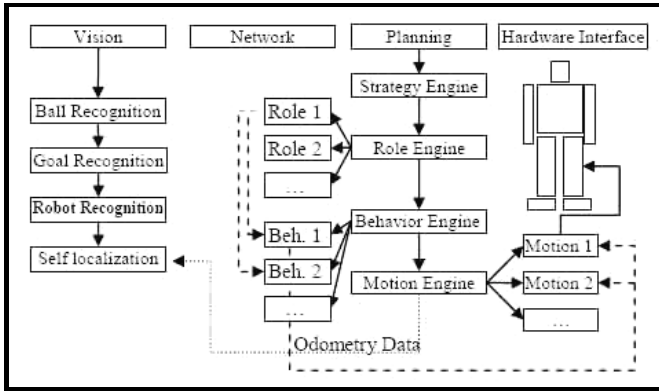 Vision
Network
Planning
Hardware Interface
Strategy Engine
Ball Recognition
Role 1
Goal Recognition
Role 2
Role Engine
...
Robot Recognition
Behavior Engine
Beh. 1
Motion 1
Self localization
Beh. 2
Motion Engine
Motion 2
...
...
Odometry Data